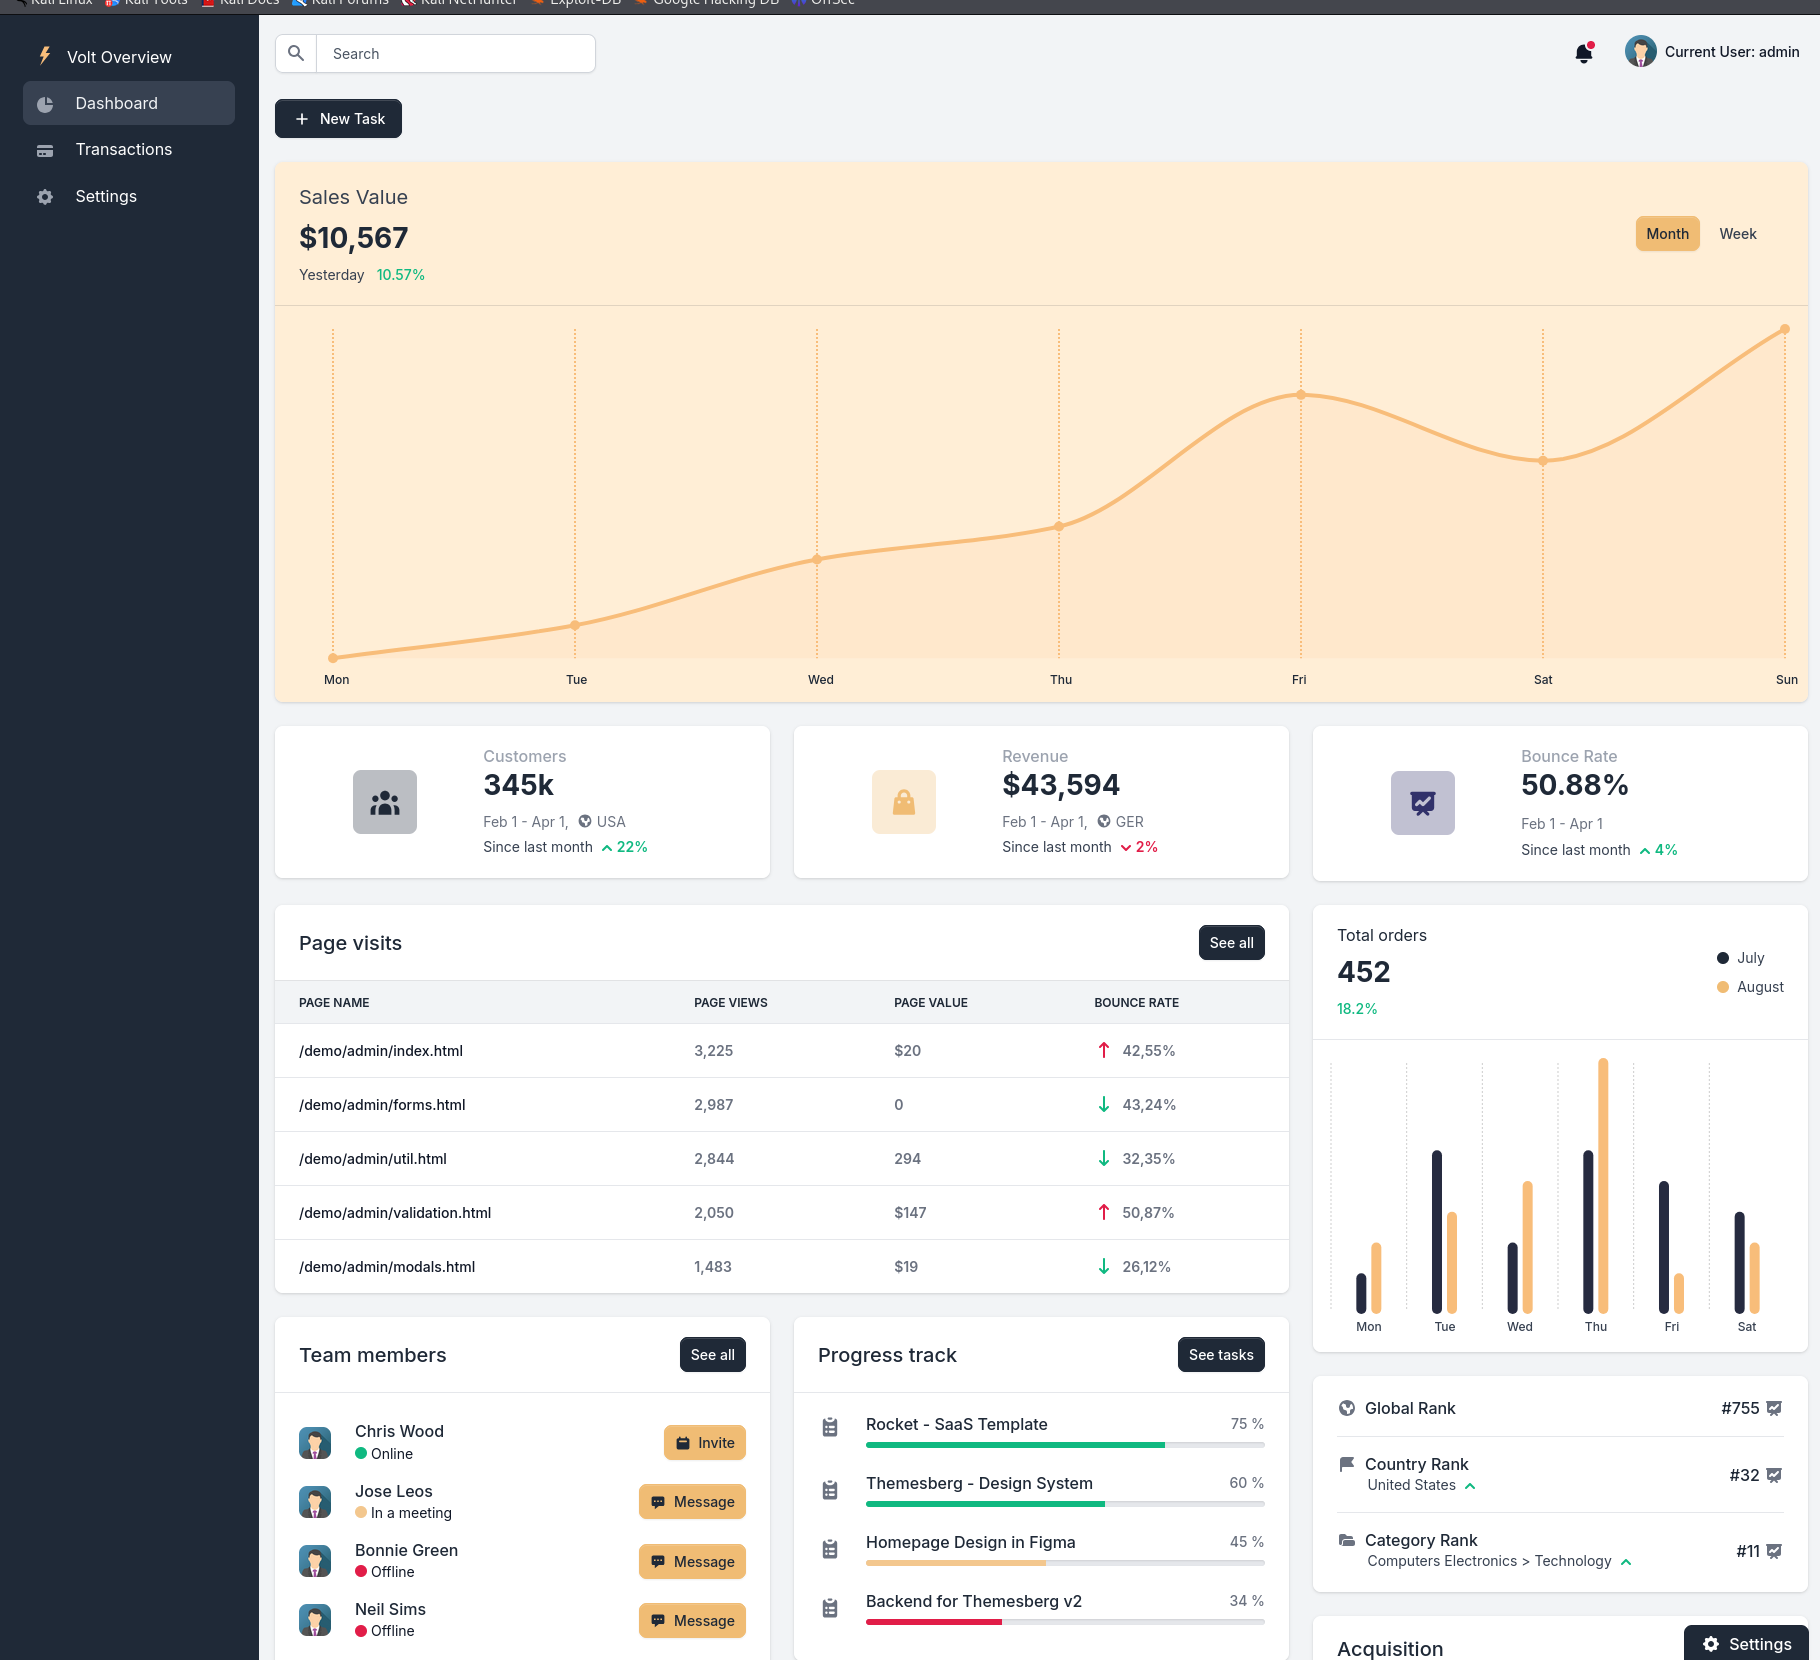 Kali Linux Kali Tools Kali Docs Kali Forums Kali NetHunter Exploit-DB Google Hacking DB OffSec
Volt Overview
Dashboard
Transactions
Settings
Search
Current User: admin
New Task
Sales Value
$10,567
Yesterday 10.57%
Month Week
Mon Tue Wed Thu Fri Sat Sun
Customers
345k
Feb 1 - Apr 1, USA
Since last month 22%
Revenue
$43,594
Feb 1 - Apr 1, GER
Since last month 2%
Bounce Rate
50.88%
Feb 1 - Apr 1
Since last month 4%
Page visits See all
PAGE NAME PAGE VIEWS PAGE VALUE BOUNCE RATE
/demo/admin/index.html 3,225 $20 42,55%
/demo/admin/forms.html 2,987 0 43,24%
/demo/admin/util.html 2,844 294 32,35%
/demo/admin/validation.html 2,050 $147 50,87%
/demo/admin/modals.html 1,483 $19 26,12%
Total orders
452
18.2%
July
August
Mon Tue Wed Thu Fri Sat
Team members See all
Chris Wood
Online
Invite
Jose Leos
In a meeting
Message
Bonnie Green
Offline
Message
Neil Sims
Offline
Message
Progress track See tasks
Rocket - SaaS Template 75 %
Themesberg - Design System 60 %
Homepage Design in Figma 45 %
Backend for Themesberg v2 34 %
Global Rank #755
Country Rank
United States
#32
Category Rank
Computers Electronics > Technology
#11
Acquisition
Settings